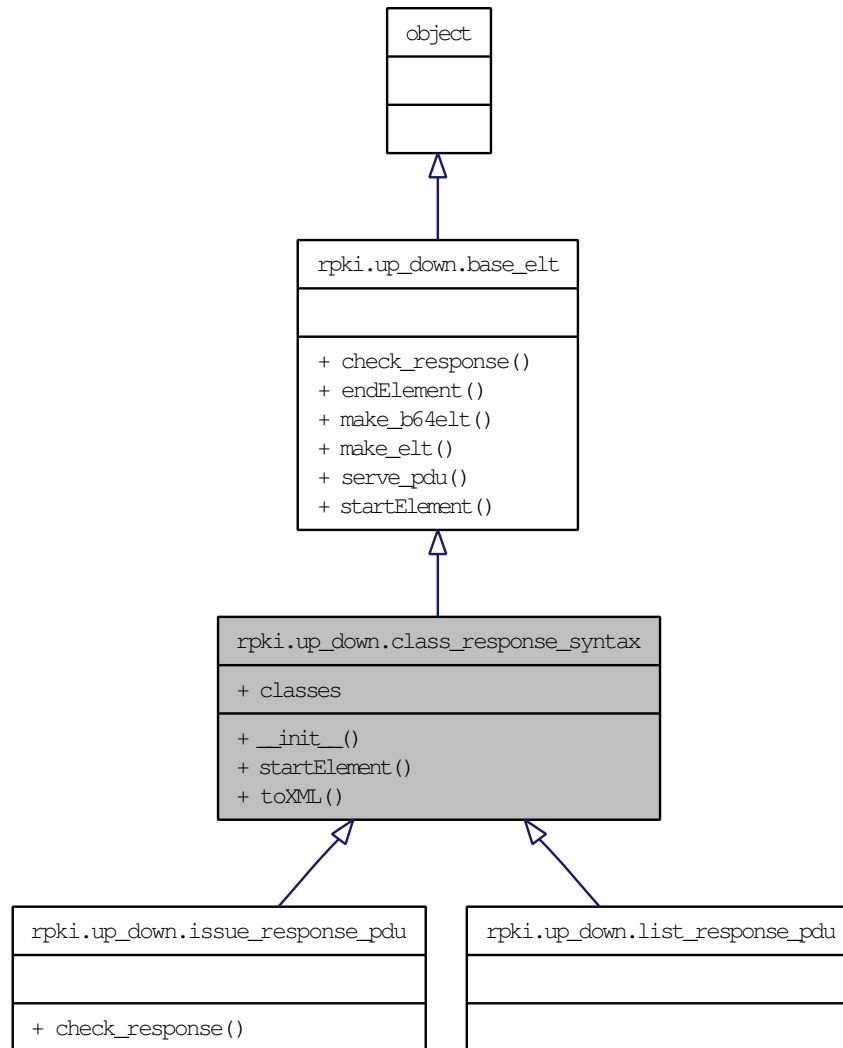 object
rpki.up_down.base_elt
+ check_response()
+ endElement()
+ make_b64elt()
+ make_elt()
+ serve_pdu()
+ startElement()
rpki.up_down.class_response_syntax
+ classes
+ __init__()
+ startElement()
+ toXML()
rpki.up_down.issue_response_pdu
+ check_response()
rpki.up_down.list_response_pdu